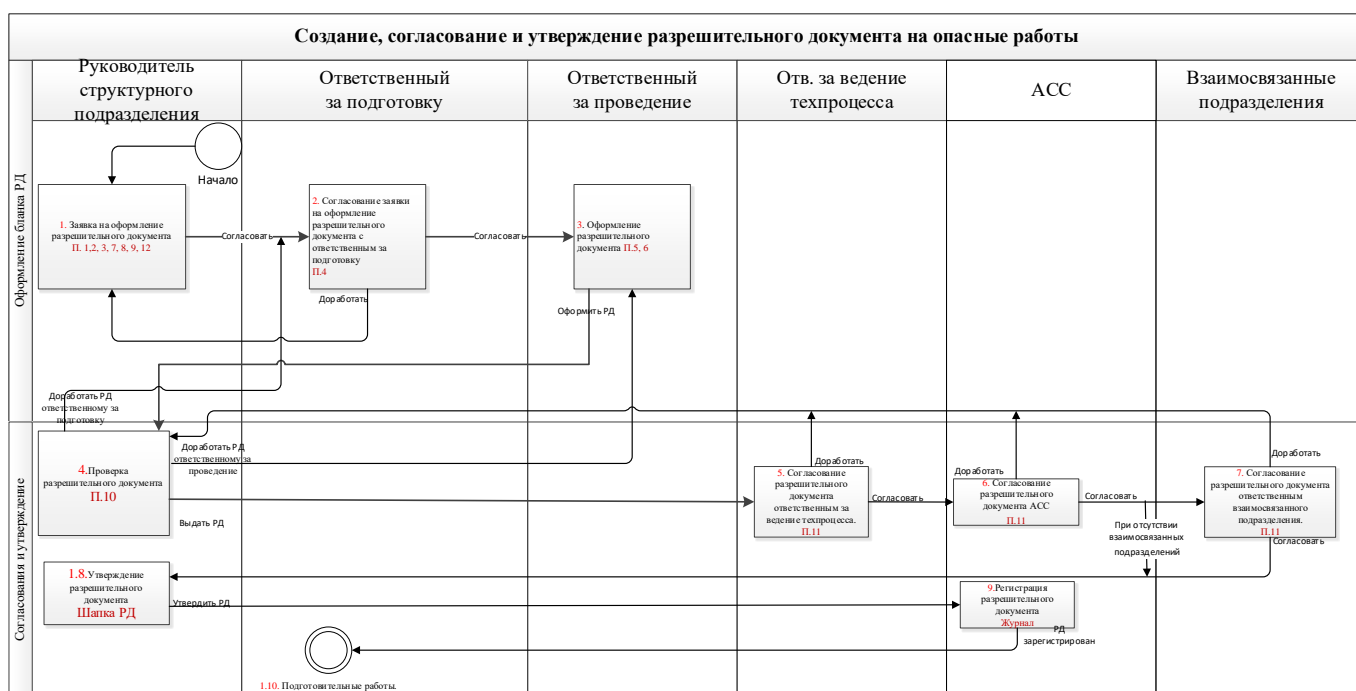 Создание, согласование и утверждение разрешительного документа на опасные работы
Руководитель
структурного
подразделения
Ответственный
за подготовку
Ответственный
за проведение
Отв. за ведение
техпроцесса
АСС
Взаимосвязанные
подразделения
Оформление бланка РД
Начало
1. Заявка на оформление
разрешительного документа
П. 1,2, 3, 7, 8, 9, 12
Согласовать
2. Согласование заявки
на оформление
разрешительного
документа с
ответственным за
подготовку
П.4
Согласовать
3. Оформление
разрешительного
документа П.5, 6
Доработать
Оформить РД
Доработать РД
ответственному за
подготовку
Согласования и утверждение
4.Проверка
разрешительного документа
П.10
Доработать РД
ответственному за
проведение
Выдать РД
Доработать
5. Согласование
разрешительного
документа
ответственным за
ведение техпроцесса.
П.11
Согласовать
Доработать
6. Согласование
разрешительного
документа АСС
П.11
Согласовать
При отсутствии
взаимосвязанных
подразделений
Доработать
7. Согласование
разрешительного документа
ответственным
взаимосвязанного
подразделения.
П.11
Согласовать
1.8.Утверждение
разрешительного
документа
Шапка РД
Утвердить РД
9.Регистрация
разрешительного
документа
Журнал
РД
зарегистрирован
1.10. Подготовительные работы.